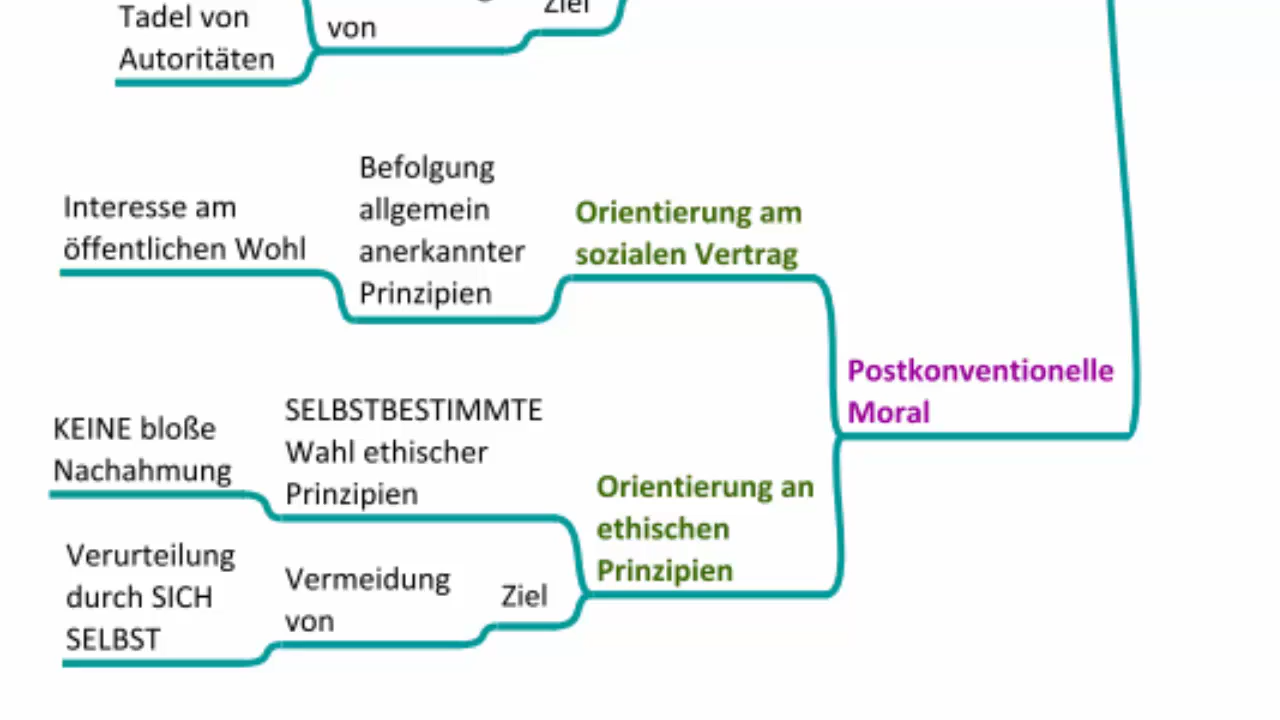 Tadel von
Autoritäten
von
Ziel
Interesse am
öffentlichen Wohl
Befolgung
allgemein
anerkannter
Prinzipien
Orientierung am
sozialen Vertrag
Postkonventionelle
Moral
KEINE bloße
Nachahmung
SELBSTBESTIMMTE
Wahl ethischer
Prinzipien
Orientierung an
ethischen
Prinzipien
Verurteilung
durch SICH
SELBST
Vermeidung
von
Ziel